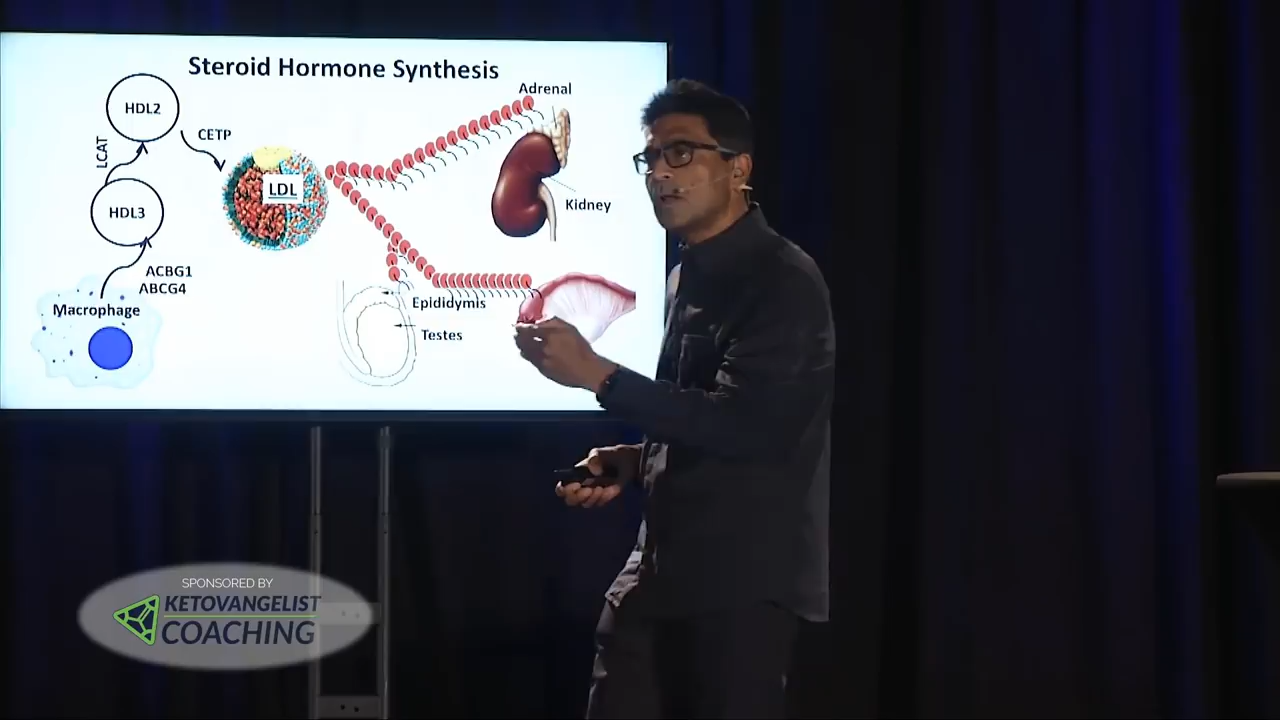 Steroid Hormone Synthesis
HDL2
LCAT
CETP
HDL3
LDL
ACBG1
ABCG4
Macrophage
Adrenal
Kidney
Epididymis
Testes
SPONSORED BY
KETOVANGELIST
COACHING